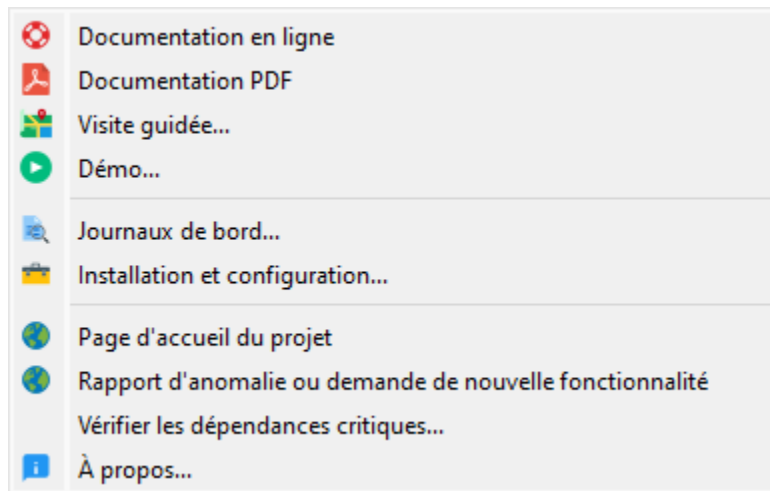 Documentation en ligne
Documentation PDF
Visite guidée...
Démo...
Journaux de bord...
Installation et configuration...
Page d'accueil du projet
Rapport d'anomalie ou demande de nouvelle fonctionnalité
Vérifier les dépendances critiques...
À propos...